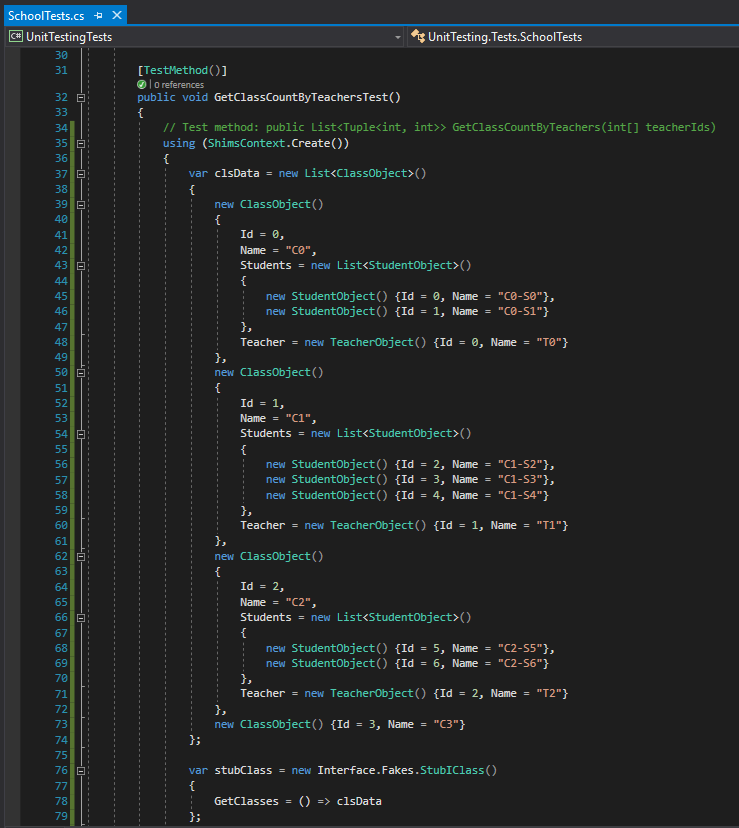 SchoolTests.cs
C# UnitTestingTests UnitTesting.Tests.SchoolTests
30
31 [TestMethod()]
0 references
32 public void GetClassCountByTeachersTest()
33 {
34 // Test method: public List<Tuple<int, int>> GetClassCountByTeachers(int[] teacherIds)
35 using (ShimsContext.Create())
36 {
37 var clsData = new List<ClassObject>()
38 {
39 new ClassObject()
40 {
41 Id = 0,
42 Name = "C0",
43 Students = new List<StudentObject>()
44 {
45 new StudentObject() {Id = 0, Name = "C0-S0"},
46 new StudentObject() {Id = 1, Name = "C0-S1"}
47 },
48 Teacher = new TeacherObject() {Id = 0, Name = "T0"}
49 },
50 new ClassObject()
51 {
52 Id = 1,
53 Name = "C1",
54 Students = new List<StudentObject>()
55 {
56 new StudentObject() {Id = 2, Name = "C1-S2"},
57 new StudentObject() {Id = 3, Name = "C1-S3"},
58 new StudentObject() {Id = 4, Name = "C1-S4"}
59 },
60 Teacher = new TeacherObject() {Id = 1, Name = "T1"}
61 },
62 new ClassObject()
63 {
64 Id = 2,
65 Name = "C2",
66 Students = new List<StudentObject>()
67 {
68 new StudentObject() {Id = 5, Name = "C2-S5"},
69 new StudentObject() {Id = 6, Name = "C2-S6"}
70 },
71 Teacher = new TeacherObject() {Id = 2, Name = "T2"}
72 },
73 new ClassObject() {Id = 3, Name = "C3"}
74 };
75
76 var stubClass = new Interface.Fakes.StubIClass()
77 {
78 GetClasses = () => clsData
79 };